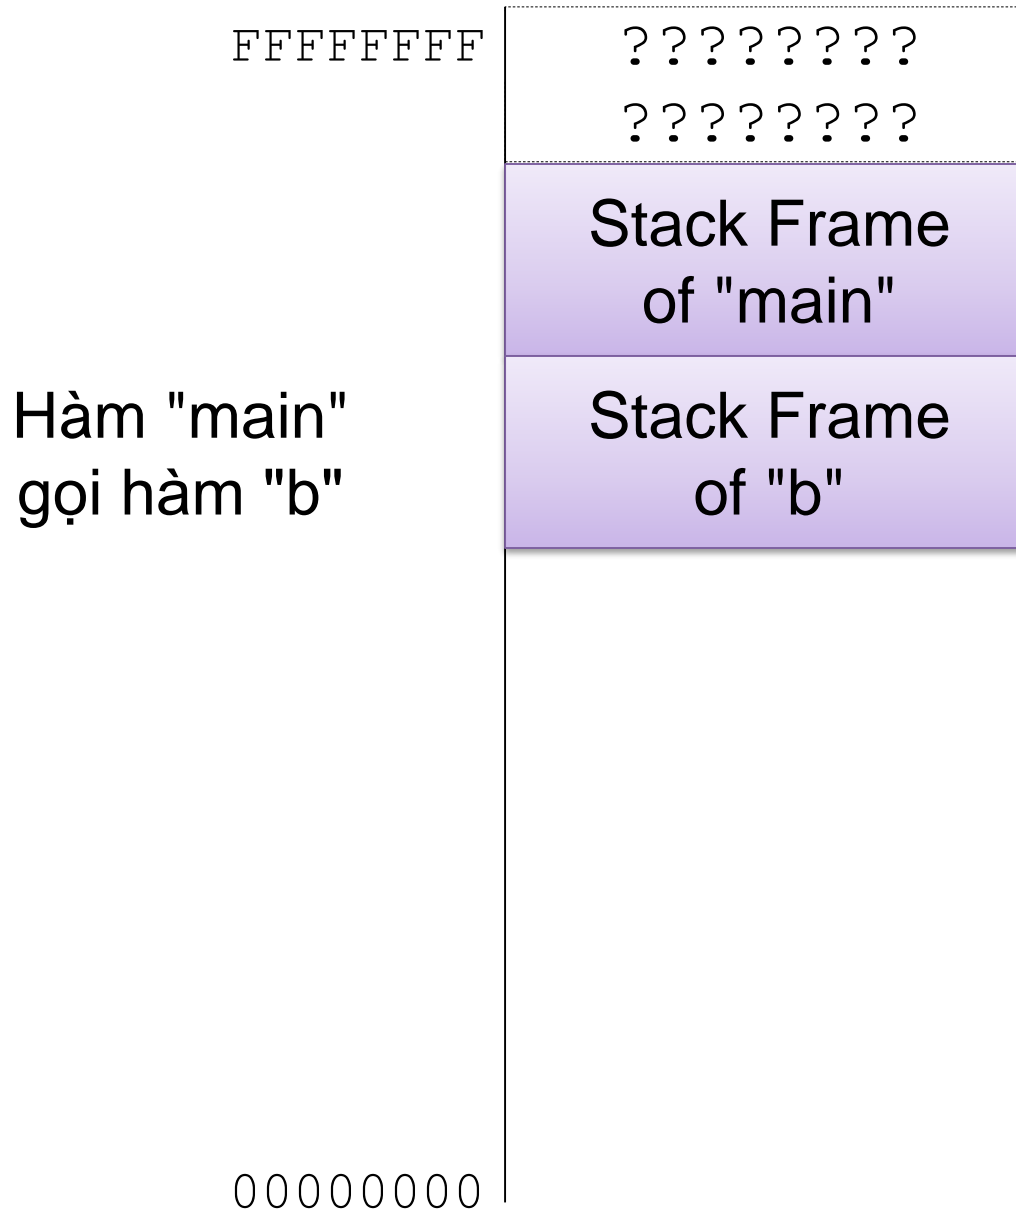 FFFFFFFF
????????
????????
Stack Frame
of "main"
Hàm "main"
gọi hàm "b"
Stack Frame
of "b"
00000000